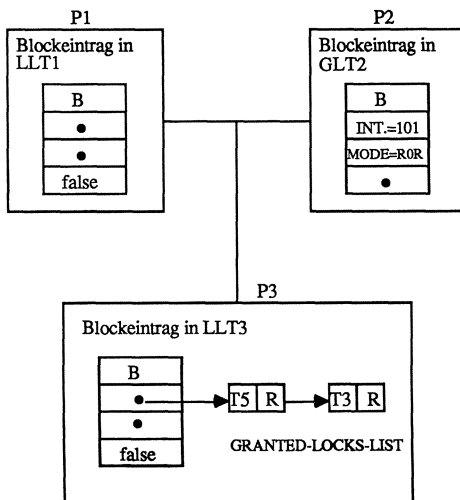 P1
Blockeintrag in
LLT1
B
false
P2
Blockeintrag in
GLT2
B
INT.=101
MODE=R0R
P3
Blockeintrag in LLT3
B
T5 R
T3 R
false
GRANTED-LOCKS-LIST